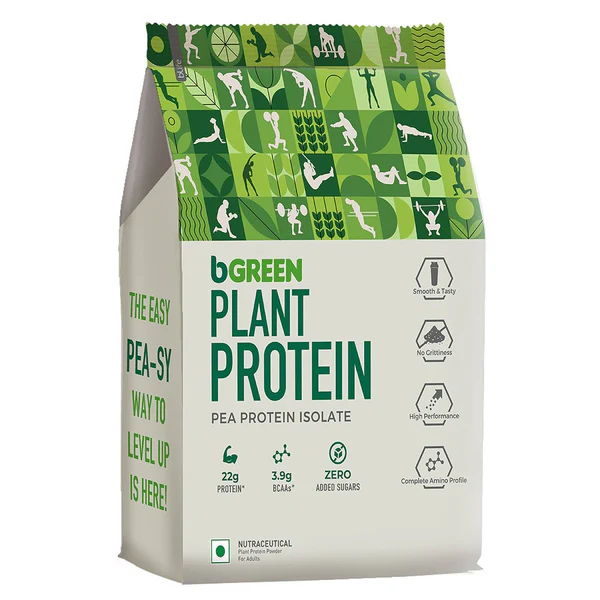 bGREEN
PLANT
PROTEIN
PEA PROTEIN ISOLATE
22g
PROTEIN*
3.9g
BCAAs*
ZERO
ADDED SUGARS
NUTRACEUTICAL
Plant Protein Powder
For Adults
Smooth & Tasty
No Grittiness
High Performance
Complete Amino Profile
THE EASY
PEA-SY
WAY TO
LEVEL UP
IS HERE!